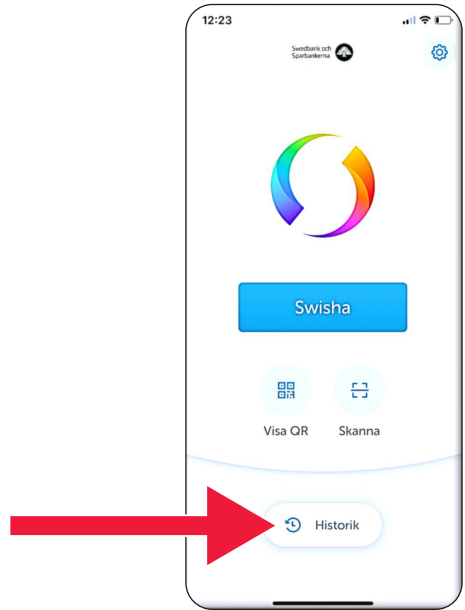 12:23
Swedbank och
Sparbankerna
Swisha
Visa QR
Skanna
Historik